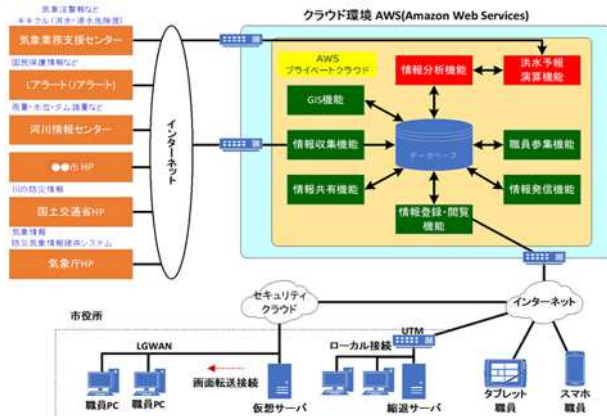 気象注警報など
キキクル(洪水・浸水危険度)
気象業務支援センター
国民保護情報など
Lアラート(Jアラート)
雨量・水位・ダム諸量など
河川情報センター
●●市HP
川の防災情報
国土交通省HP
気象情報
防災気象情報提供システム
気象庁HP
インターネット
クラウド環境 AWS(Amazon Web Services)
AWS
プライベートクラウド
情報分析機能
洪水予報
演算機能
GIS機能
情報収集機能
データベース
職員参集機能
情報共有機能
情報登録・閲覧
機能
情報発信機能
セキュリティ
クラウド
インターネット
市役所
UTM
LGWAN
ローカル接続
画面転送接続
職員PC
職員PC
仮想サーバ
縮退サーバ
タブレット
職員
スマホ
職員